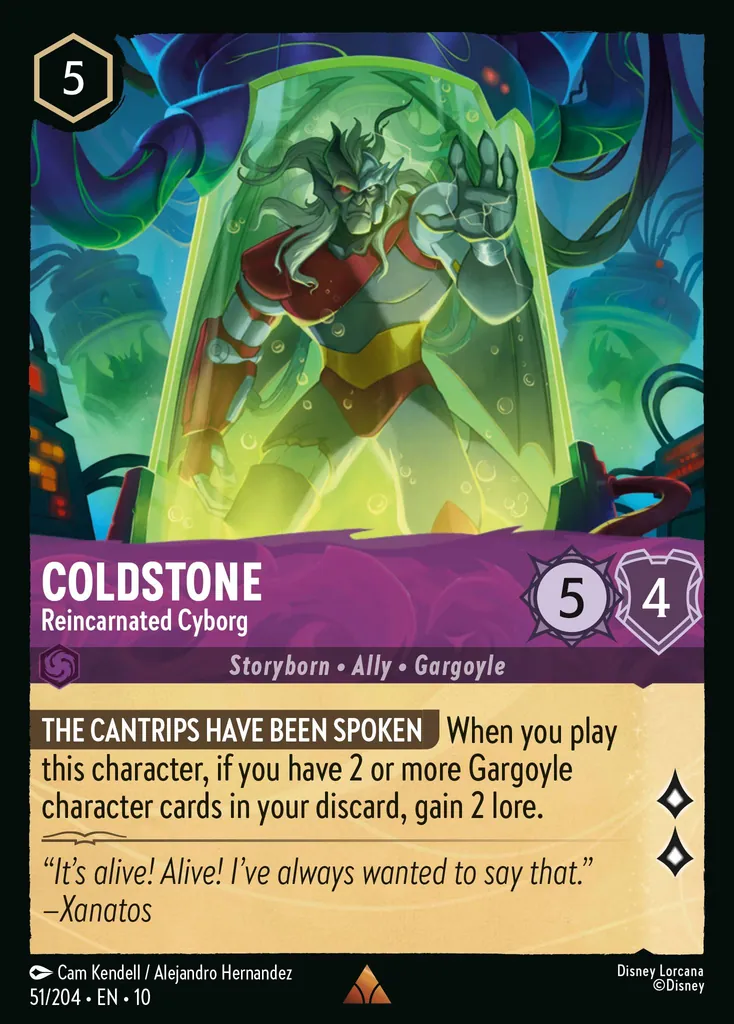 5
COLDSTONE
Reincarnated Cyborg
5 4
Storyborn • Ally • Gargoyle
THE CANTRIPS HAVE BEEN SPOKEN When you play
this character, if you have 2 or more Gargoyle
character cards in your discard, gain 2 lore.
“It’s alive! Alive! I’ve always wanted to say that.”
–Xanatos
Cam Kendell / Alejandro Hernandez
51/204 • EN • 10
Disney Lorcana
©Disney